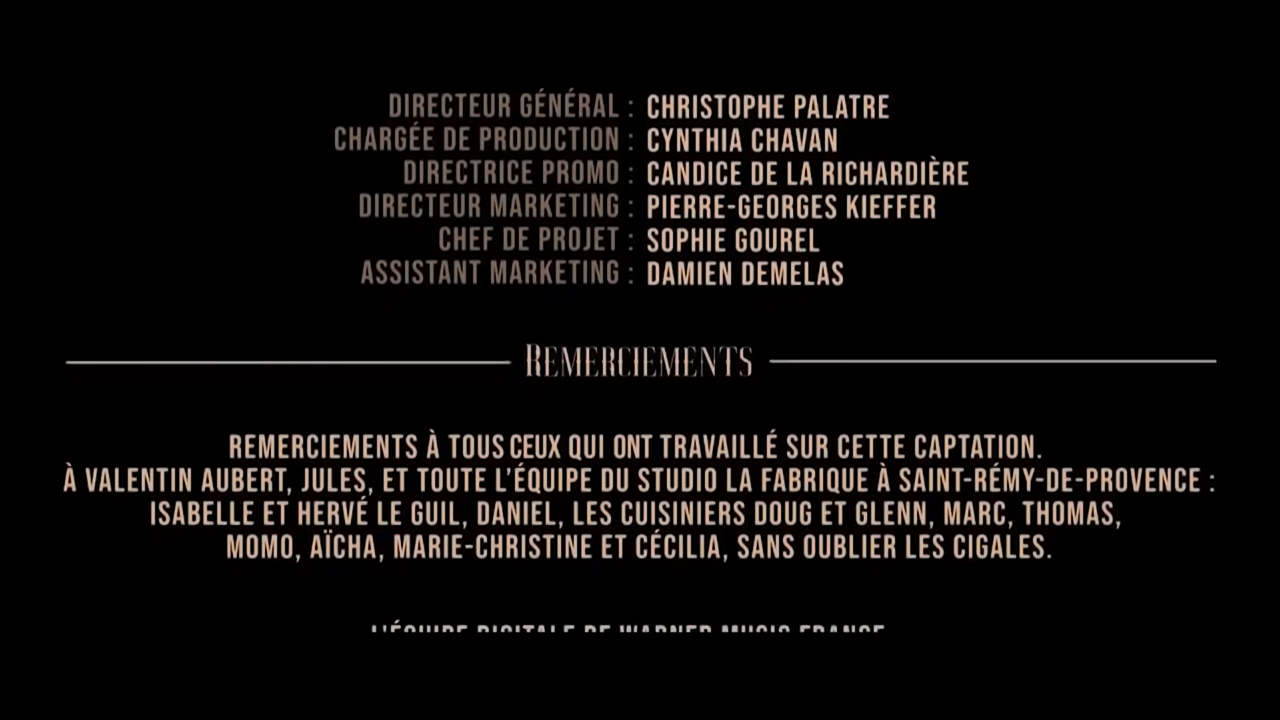 DIRECTEUR GÉNÉRAL : CHRISTOPHE PALATRE
CHARGÉE DE PRODUCTION : CYNTHIA CHAVAN
DIRECTRICE PROMO : CANDICE DE LA RICHARDIÈRE
DIRECTEUR MARKETING : PIERRE-GEORGES KIEFFER
CHEF DE PROJET : SOPHIE GOUREL
ASSISTANT MARKETING : DAMIEN DEMELAS
REMERCIEMENTS
REMERCIEMENTS À TOUS CEUX QUI ONT TRAVAILLÉ SUR CETTE CAPTATION.
À VALENTIN AUBERT, JULES, ET TOUTE L'ÉQUIPE DU STUDIO LA FABRIQUE À SAINT-RÉMY-DE-PROVENCE :
ISABELLE ET HERVÉ LE GUIL, DANIEL, LES CUISINIERS DOUG ET GLENN, MARC, THOMAS,
MOMO, AÏCHA, MARIE-CHRISTINE ET CÉCILIA, SANS OUBLIER LES CIGALES.
L'ÉQUIPE DIGITALE DE WARNER MUSIC FRANCE